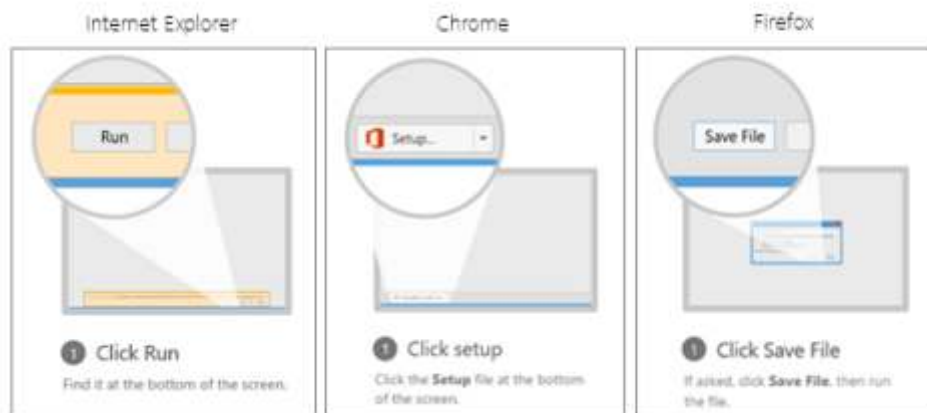 Internet Explorer
Run
1 Click Run
Find it at the bottom of the screen.
Chrome
Setup...
1 Click setup
Click the Setup file at the bottom
of the screen.
Firefox
Save File
1 Click Save File
If asked, click Save File, then run
the file.